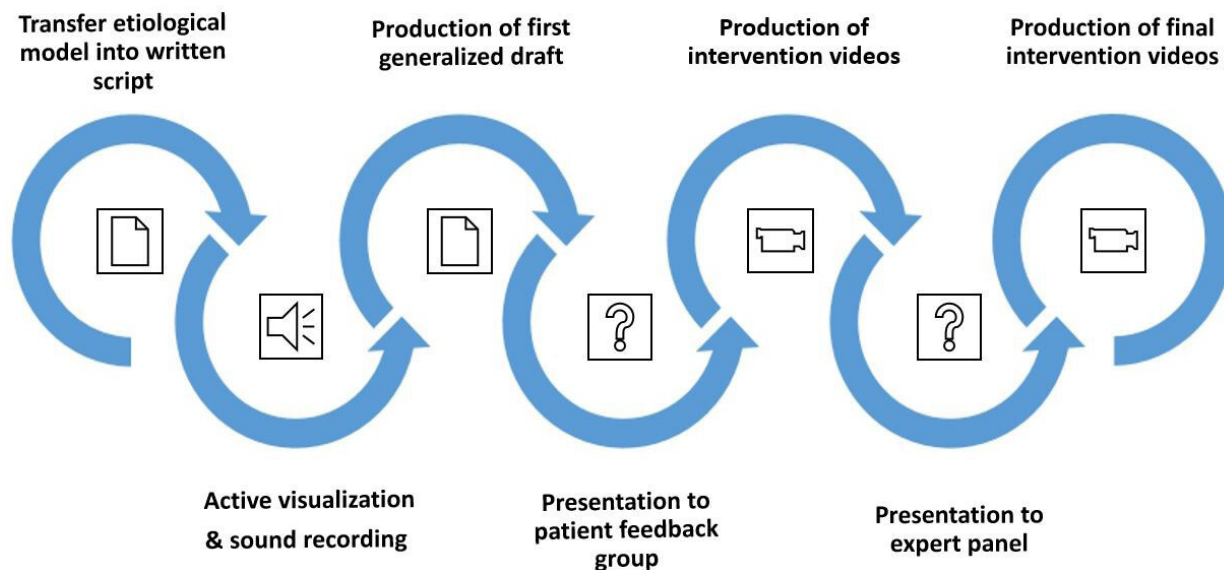 Transfer etiological
model into written
script
Production of first
generalized draft
Production of
intervention videos
Production of final
intervention videos
Active visualization
& sound recording
Presentation to
patient feedback
group
Presentation to
expert panel